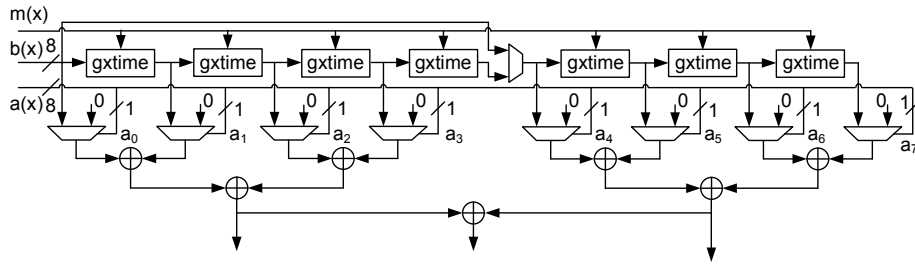 m(x)
b(x) 8
gxtime gxtime gxtime gxtime gxtime gxtime gxtime
a(x) 8
0 1 0 1 0 1 0 1 0 1 0 1 0 1 0 1
a0 a1 a2 a3 a4 a5 a6 a7